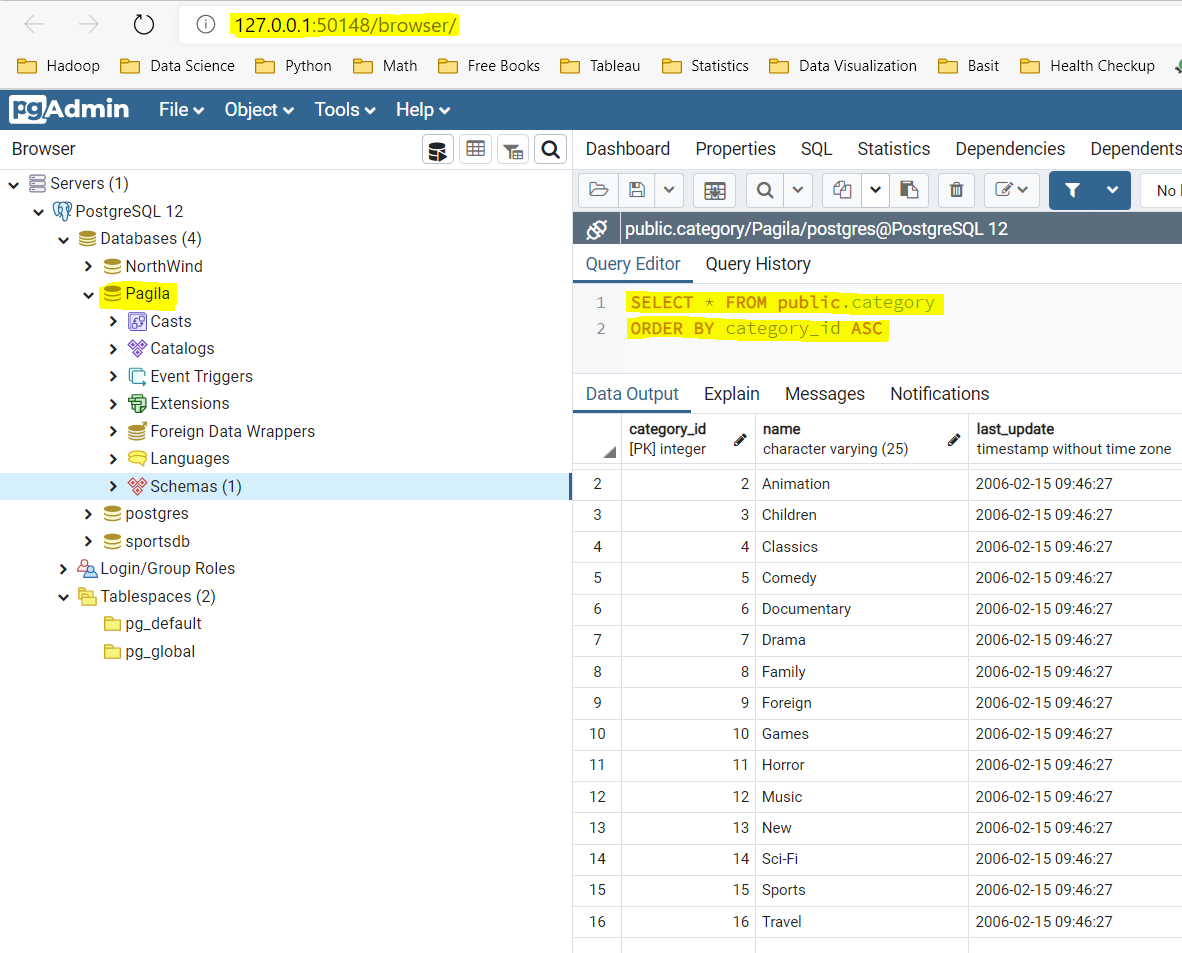 127.0.0.1:50148/browser/
Hadoop Data Science Python Math Free Books Tableau Statistics Data Visualization Basit Health Checkup
pgAdmin File Object Tools Help
Browser
Servers (1)
PostgreSQL 12
Databases (4)
NorthWind
Pagila
Casts
Catalogs
Event Triggers
Extensions
Foreign Data Wrappers
Languages
Schemas (1)
postgres
sportsdb
Login/Group Roles
Tablespaces (2)
pg_default
pg_global
Dashboard Properties SQL Statistics Dependencies Dependents
No
public.category/Pagila/postgres@PostgreSQL 12
Query Editor Query History
1 SELECT * FROM public.category
2 ORDER BY category_id ASC
Data Output Explain Messages Notifications
category_id name last_update
[PK] integer character varying (25) timestamp without time zone
2 2 Animation 2006-02-15 09:46:27
3 3 Children 2006-02-15 09:46:27
4 4 Classics 2006-02-15 09:46:27
5 5 Comedy 2006-02-15 09:46:27
6 6 Documentary 2006-02-15 09:46:27
7 7 Drama 2006-02-15 09:46:27
8 8 Family 2006-02-15 09:46:27
9 9 Foreign 2006-02-15 09:46:27
10 10 Games 2006-02-15 09:46:27
11 11 Horror 2006-02-15 09:46:27
12 12 Music 2006-02-15 09:46:27
13 13 New 2006-02-15 09:46:27
14 14 Sci-Fi 2006-02-15 09:46:27
15 15 Sports 2006-02-15 09:46:27
16 16 Travel 2006-02-15 09:46:27